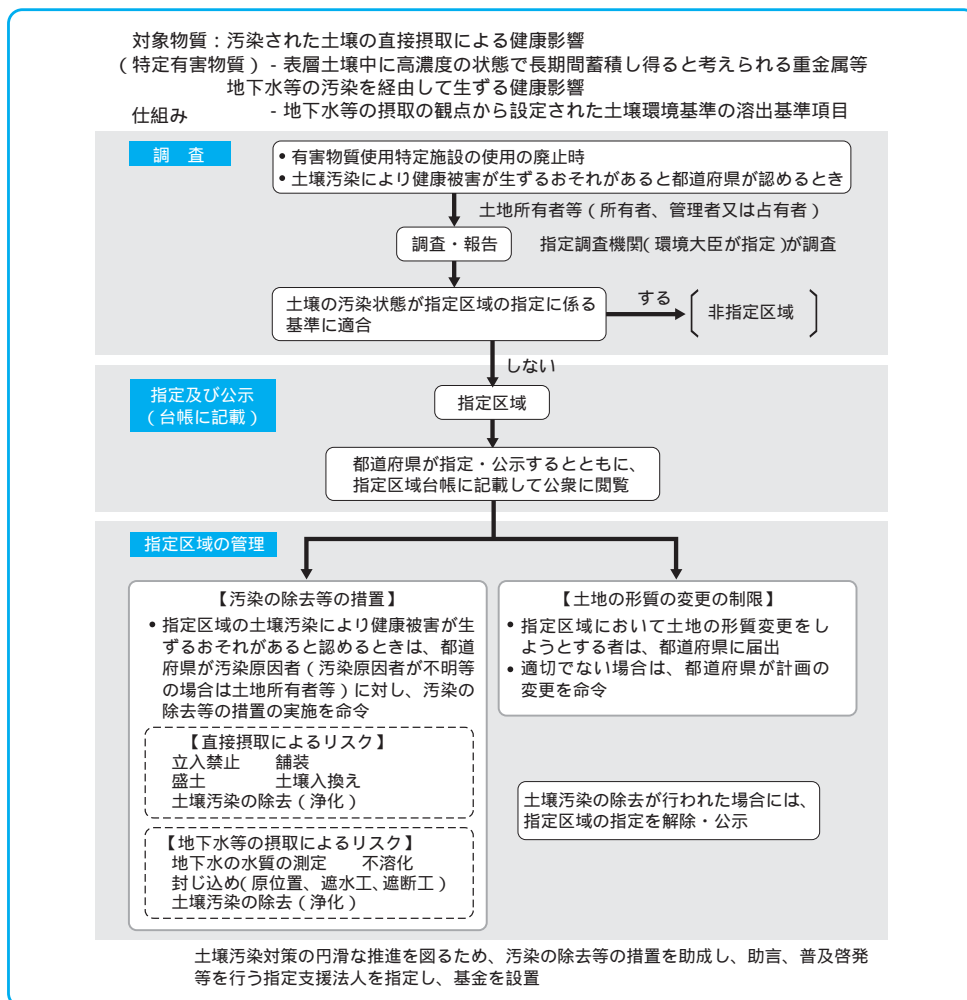 対象物質：汚染された土壌の直接摂取による健康影響
（特定有害物質）- 表層土壌中に高濃度の状態で長期間蓄積し得ると考えられる重金属等
地下水等の汚染を経由して生ずる健康影響
仕組み - 地下水等の摂取の観点から設定された土壌環境基準の溶出基準項目
調 査
• 有害物質使用特定施設の使用の廃止時
• 土壌汚染により健康被害が生ずるおそれがあると都道府県が認めるとき
土地所有者等（所有者、管理者又は占有者）
調査・報告
指定調査機関（環境大臣が指定）が調査
土壌の汚染状態が指定区域の指定に係る
基準に適合
する
非指定区域
しない
指定及び公示
（台帳に記載）
指定区域
都道府県が指定・公示するとともに、
指定区域台帳に記載して公衆に閲覧
指定区域の管理
【汚染の除去等の措置】
• 指定区域の土壌汚染により健康被害が生
ずるおそれがあると認めるときは、都道
府県が汚染原因者（汚染原因者が不明等
の場合は土地所有者等）に対し、汚染の
除去等の措置の実施を命令
【直接摂取によるリスク】
立入禁止 舗装
盛土 土壌入換え
土壌汚染の除去（浄化）
【地下水等の摂取によるリスク】
地下水の水質の測定 不溶化
封じ込め（原位置、遮水工、遮断工）
土壌汚染の除去（浄化）
【土地の形質の変更の制限】
• 指定区域において土地の形質変更をし
ようとする者は、都道府県に届出
• 適切でない場合は、都道府県が計画の
変更を命令
土壌汚染の除去が行われた場合には、
指定区域の指定を解除・公示
土壌汚染対策の円滑な推進を図るため、汚染の除去等の措置を助成し、助言、普及啓発
等を行う指定支援法人を指定し、基金を設置